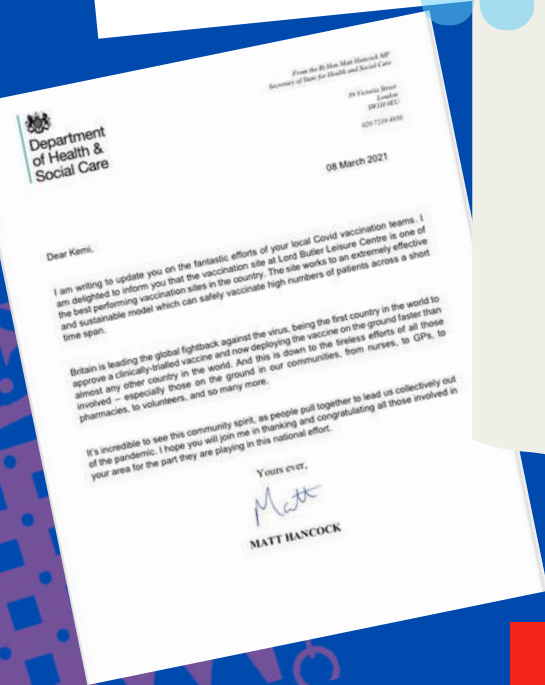 From the Rt Hon Matt Hancock MP
Secretary of State for Health and Social Care
39 Victoria Street
London
SW1H 0EU
020 7210 4850
Department
of Health &
Social Care
08 March 2021
Dear Kemi,
I am writing to update you on the fantastic efforts of your local Covid vaccination teams. I
am delighted to inform you that the vaccination site at Lord Butler Leisure Centre is one of
the best performing vaccination sites in the country. The site works to an extremely effective
and sustainable model which can safely vaccinate high numbers of patients across a short
time span.
Britain is leading the global fightback against the virus, being the first country in the world to
approve a clinically-trialled vaccine and now deploying the vaccine on the ground faster than
almost any other country in the world. And this is down to the tireless efforts of all those
involved – especially those on the ground in our communities, from nurses, to GPs, to
pharmacies, to volunteers, and so many more.
It's incredible to see this community spirit, as people pull together to lead us collectively out
of the pandemic. I hope you will join me in thanking and congratulating all those involved in
your area for the part they are playing in this national effort.
Yours ever,
Matt
MATT HANCOCK